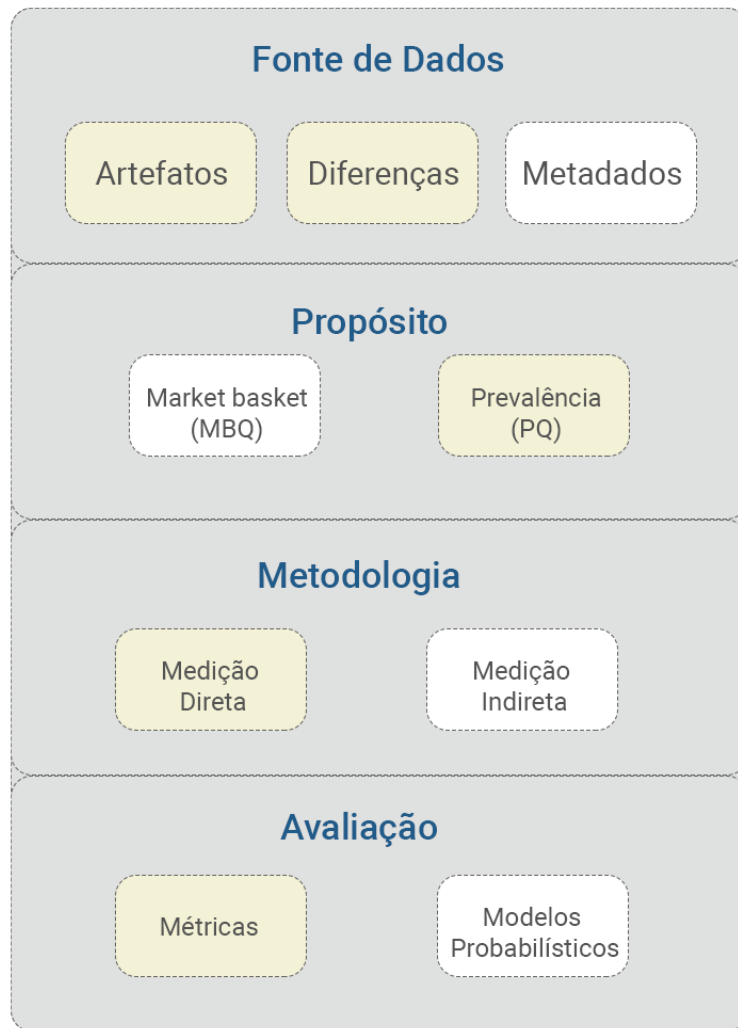 Fonte de Dados
Artefatos
Diferenças
Metadados
Propósito
Market basket
(MBQ)
Prevalência
(PQ)
Metodologia
Medição
Direta
Medição
Indireta
Avaliação
Métricas
Modelos
Probabilísticos